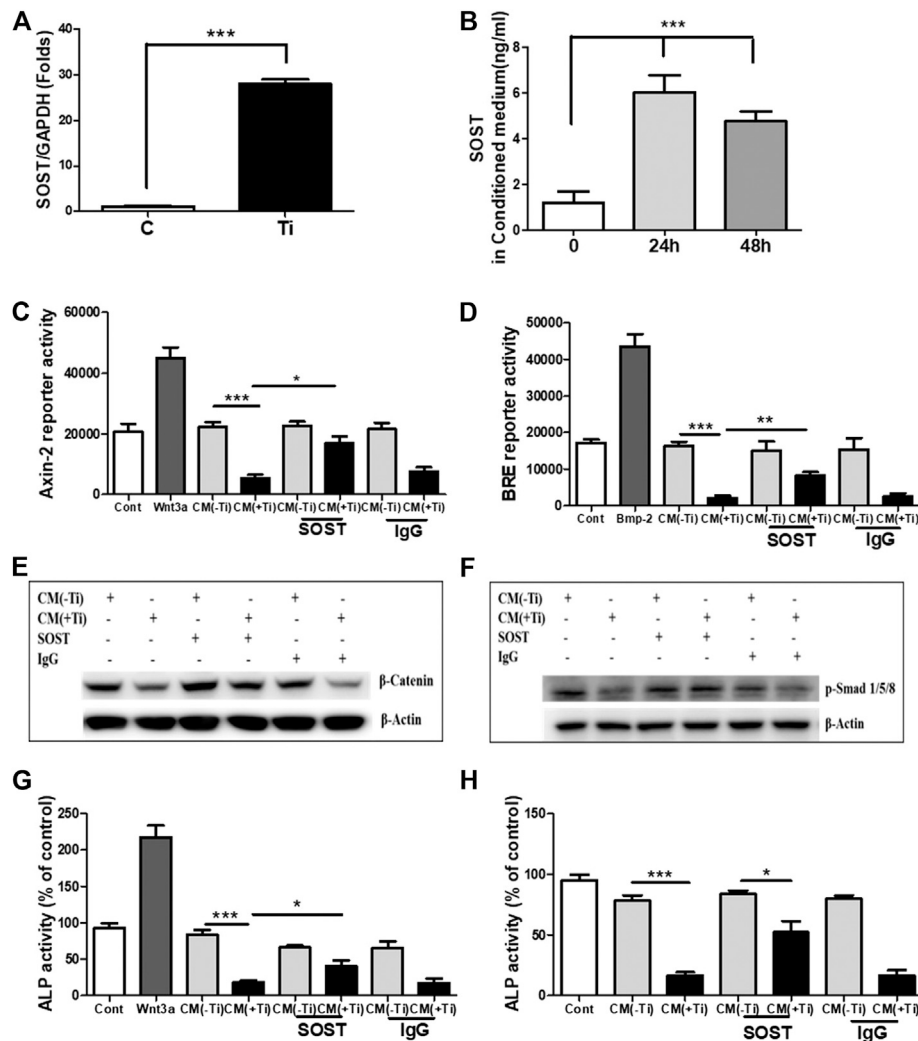 A
SOST/GAPDH (Folds)
40
30
20
10
0
***
C Ti
B
SOST
in Conditioned medium(ng/ml)
8
6
4
2
0
***
0 24h 48h
C
Axin-2 reporter activity
60000
40000
20000
0
*** *
Cont Wnt3a CM(-Ti) CM(+Ti) CM(-Ti) CM(+Ti) CM(-Ti) CM(+Ti)
SOST IgG
D
BRE reporter activity
50000
40000
30000
20000
10000
0
*** **
Cont Bmp-2 CM(-Ti) CM(+Ti) CM(-Ti) CM(+Ti) CM(-Ti) CM(+Ti)
SOST IgG
E
CM(-Ti) + - + - + -
CM(+Ti) - + - + - +
SOST - - + + - -
IgG - - - - + +
β-Catenin
β-Actin
F
CM(-Ti) + - + - + -
CM(+Ti) - + - + - +
SOST - - + + - -
IgG - - - - + +
p-Smad 1/5/8
β-Actin
G
ALP activity (% of control)
250
200
150
100
50
0
*** *
Cont Wnt3a CM(-Ti) CM(+Ti) CM(-Ti) CM(+Ti) CM(-Ti) CM(+Ti)
SOST IgG
H
ALP activity (% of control)
150
100
50
0
*** *
Cont CM(-Ti) CM(+Ti) CM(-Ti) CM(+Ti) CM(-Ti) CM(+Ti)
SOST IgG